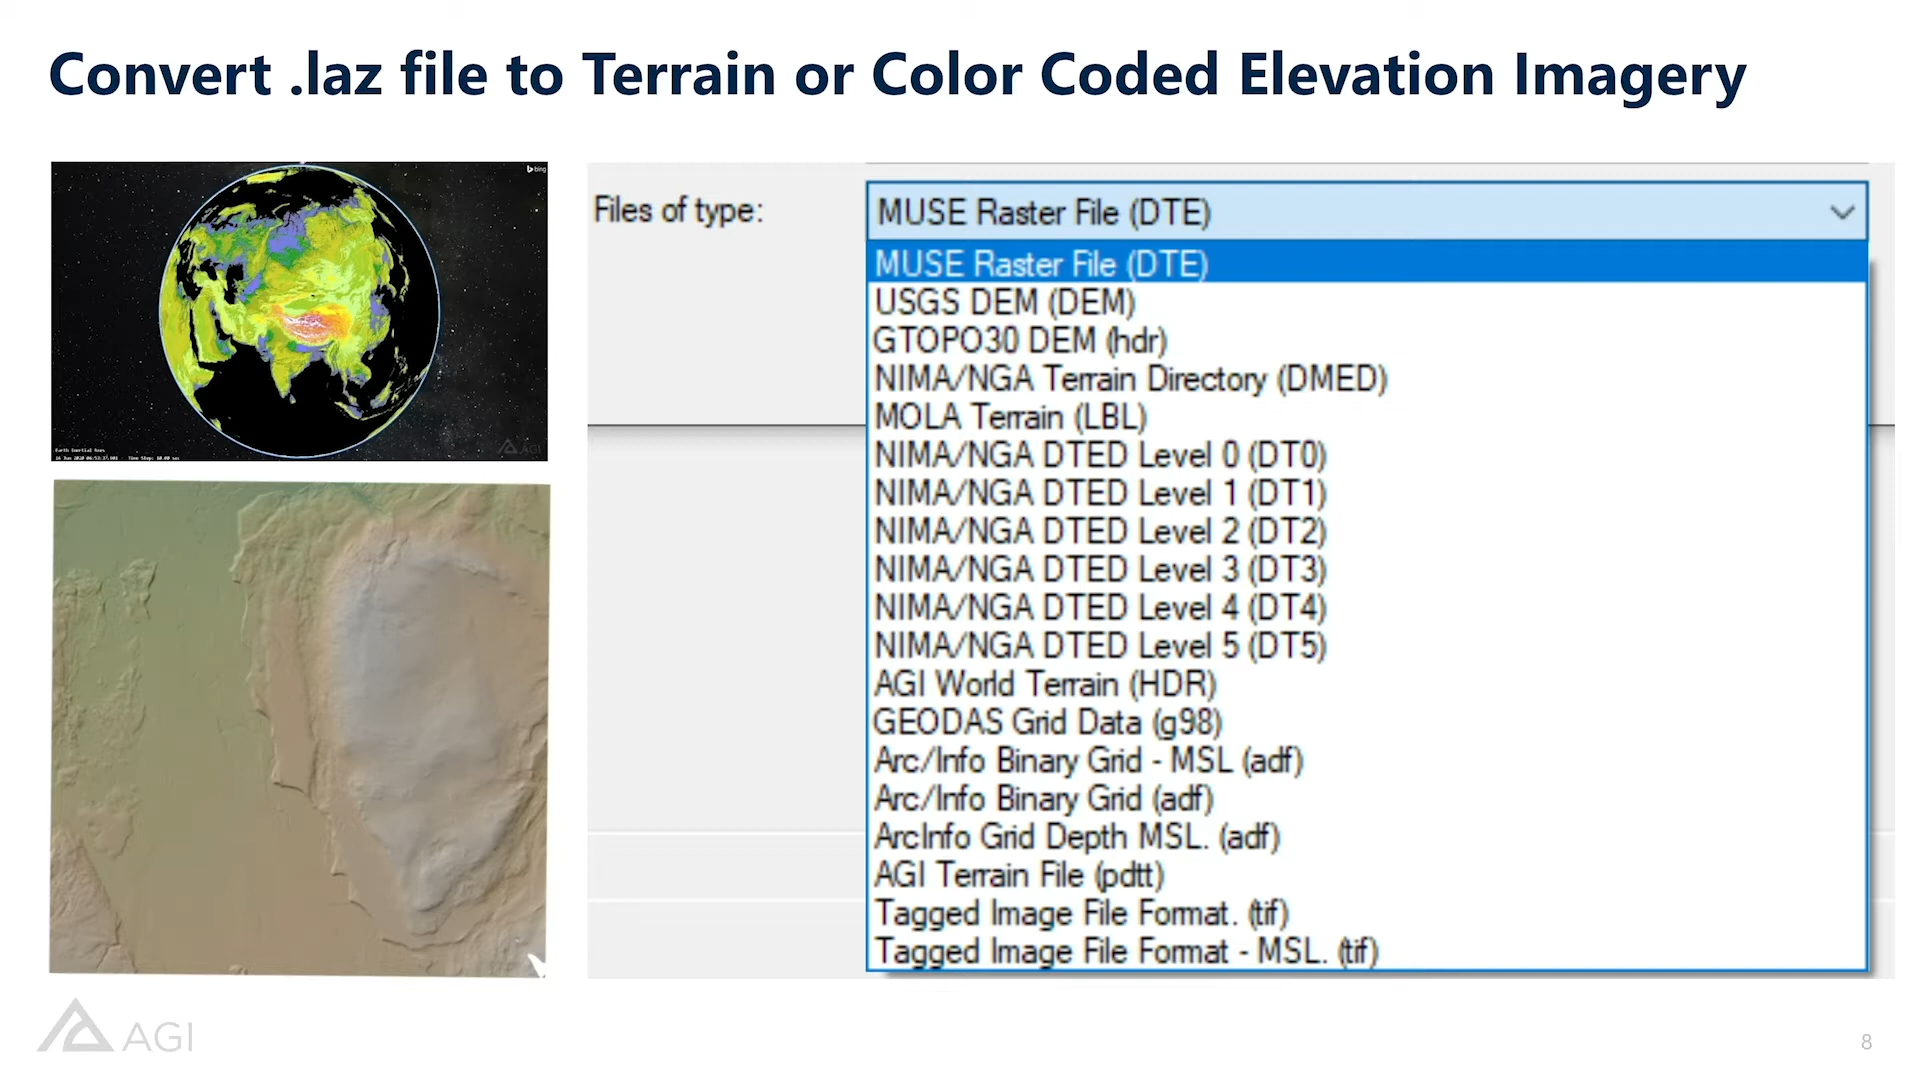 Convert .laz file to Terrain or Color Coded Elevation Imagery
bing
Earth Inertial Axes
AGI
Files of type:
MUSE Raster File (DTE)
MUSE Raster File (DTE)
USGS DEM (DEM)
GTOPO30 DEM (hdr)
NIMA/NGA Terrain Directory (DMED)
MOLA Terrain (LBL)
NIMA/NGA DTED Level 0 (DT0)
NIMA/NGA DTED Level 1 (DT1)
NIMA/NGA DTED Level 2 (DT2)
NIMA/NGA DTED Level 3 (DT3)
NIMA/NGA DTED Level 4 (DT4)
NIMA/NGA DTED Level 5 (DT5)
AGI World Terrain (HDR)
GEODAS Grid Data (g98)
Arc/Info Binary Grid - MSL (adf)
Arc/Info Binary Grid (adf)
ArcInfo Grid Depth MSL. (adf)
AGI Terrain File (pdtt)
Tagged Image File Format. (tif)
Tagged Image File Format - MSL. (tif)
AGI
8